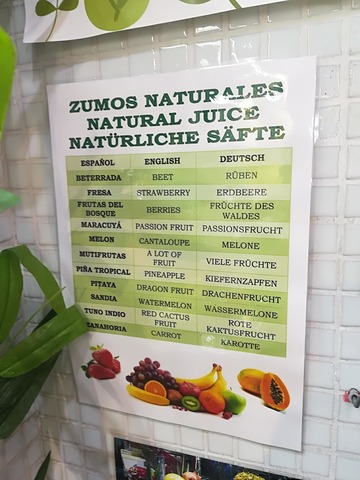 ZUMOS NATURALES
NATURAL JUICE
NATÜRLICHE SÄFTE
ESPAÑOL ENGLISH DEUTSCH
BETERRADA BEET RÜBEN
FRESA STRAWBERRY ERDBEERE
FRUTAS DEL BOSQUE BERRIES FRÜCHTE DES WALDES
MARACUYÁ PASSION FRUIT PASSIONSFRUCHT
MELON CANTALOUPE MELONE
MUTIFRUTAS A LOT OF FRUIT VIELE FRÜCHTE
PIÑA TROPICAL PINEAPPLE KIEFERNZAPFEN
PITAYA DRAGON FRUIT DRACHENFRUCHT
SANDIA WATERMELON WASSERMELONE
TUNO INDIO RED CACTUS FRUIT ROTE KAKTUSFRUCHT
ZANAHORIA CARROT KAROTTE